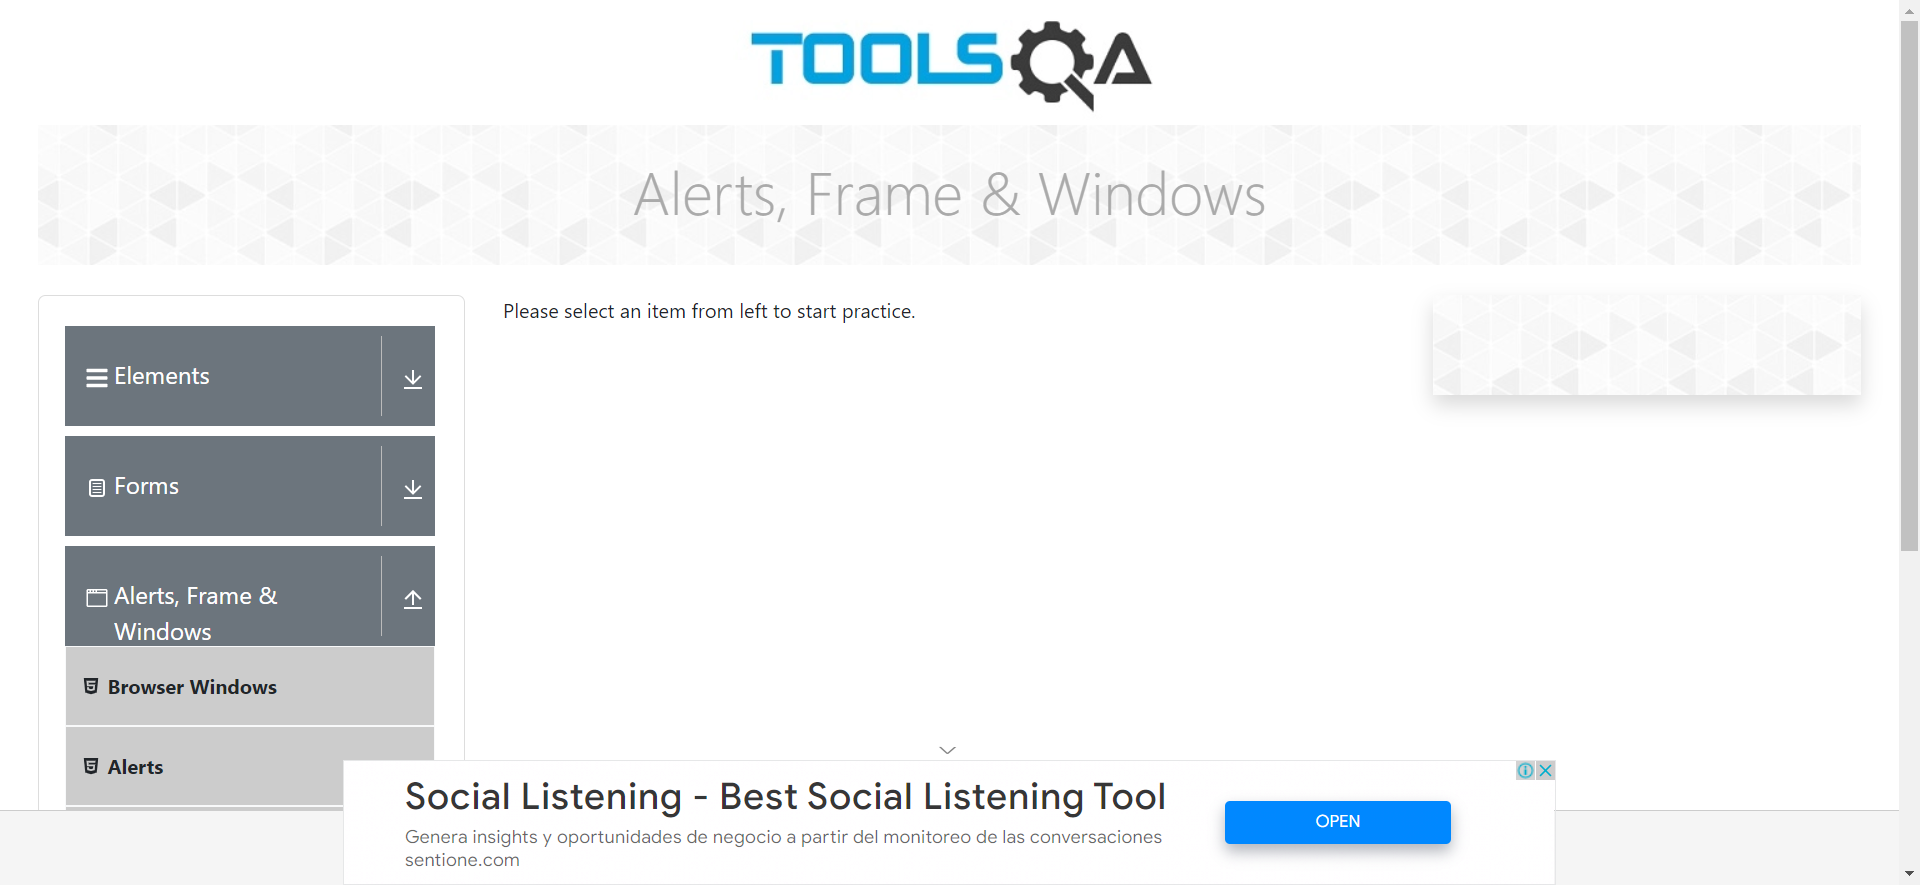 TOOLSQA
Alerts, Frame & Windows
Please select an item from left to start practice.
Elements
Forms
Alerts, Frame &
Windows
Browser Windows
Alerts
Social Listening - Best Social Listening Tool
Genera insights y oportunidades de negocio a partir del monitoreo de las conversaciones
sentione.com
OPEN